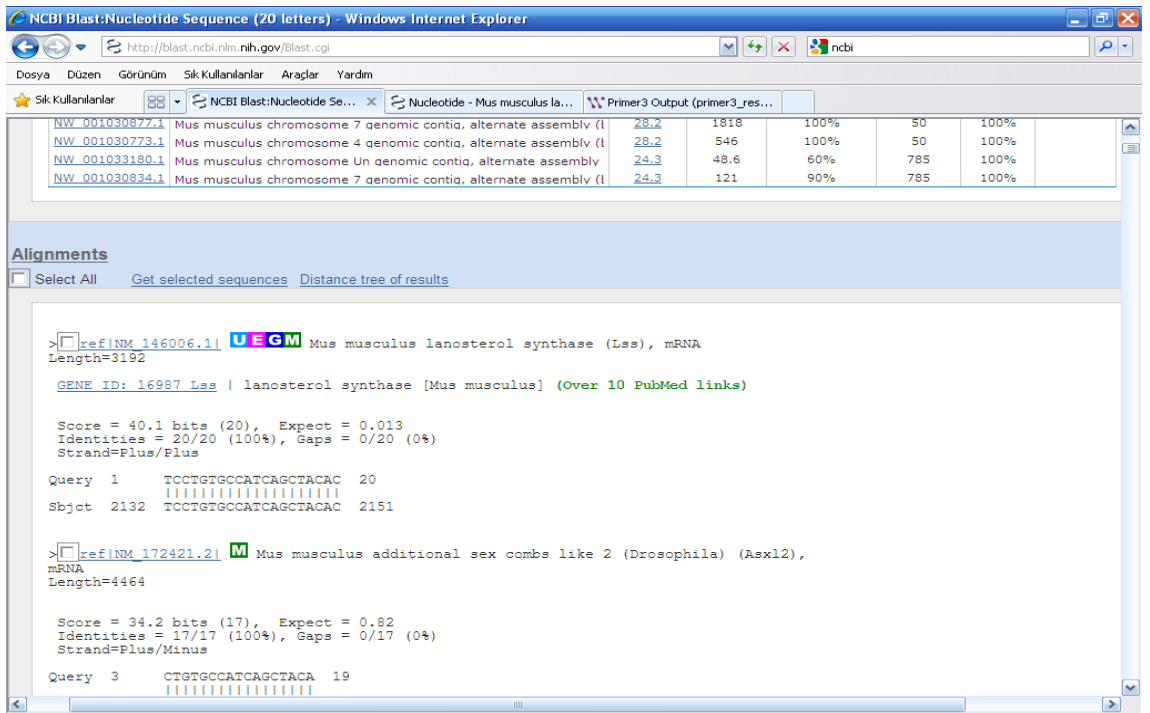 NCBI Blast:Nucleotide Sequence (20 letters) - Windows Internet Explorer
http://blast.ncbi.nlm.nih.gov/Blast.cgi ncbi
Dosya Düzen Görünüm Sık Kullanılanlar Araçlar Yardım
Sık Kullanılanlar NCBI Blast:Nucleotide Se... X Nucleotide - Mus musculus la... Primer3 Output (primer3_res...
NW_001030877.1 Mus musculus chromosome 7 genomic contig, alternate assembly (l 28.2 1818 100% 50 100%
NW_001030773.1 Mus musculus chromosome 4 genomic contig, alternate assembly (l 28.2 546 100% 50 100%
NW_001033180.1 Mus musculus chromosome Un genomic contig, alternate assembly 24.3 48.6 60% 785 100%
NW_001030834.1 Mus musculus chromosome 7 genomic contig, alternate assembly (l 24.3 121 90% 785 100%
Alignments
Select All Get selected sequences Distance tree of results
>ref|NM_146006.1| U E G M Mus musculus lanosterol synthase (Lss), mRNA
Length=3192
GENE ID: 16987 Lss | lanosterol synthase [Mus musculus] (Over 10 PubMed links)
Score = 40.1 bits (20), Expect = 0.013
Identities = 20/20 (100%), Gaps = 0/20 (0%)
Strand=Plus/Plus
Query 1 TCCTGTGCCATCAGCTACAC 20
||||||||||||||||||||
Sbjct 2132 TCCTGTGCCATCAGCTACAC 2151
>ref|NM_172421.2| M Mus musculus additional sex combs like 2 (Drosophila) (Asxl2),
mRNA
Length=4464
Score = 34.2 bits (17), Expect = 0.82
Identities = 17/17 (100%), Gaps = 0/17 (0%)
Strand=Plus/Minus
Query 3 CTGTGCCATCAGCTACA 19
|||||||||||||||||